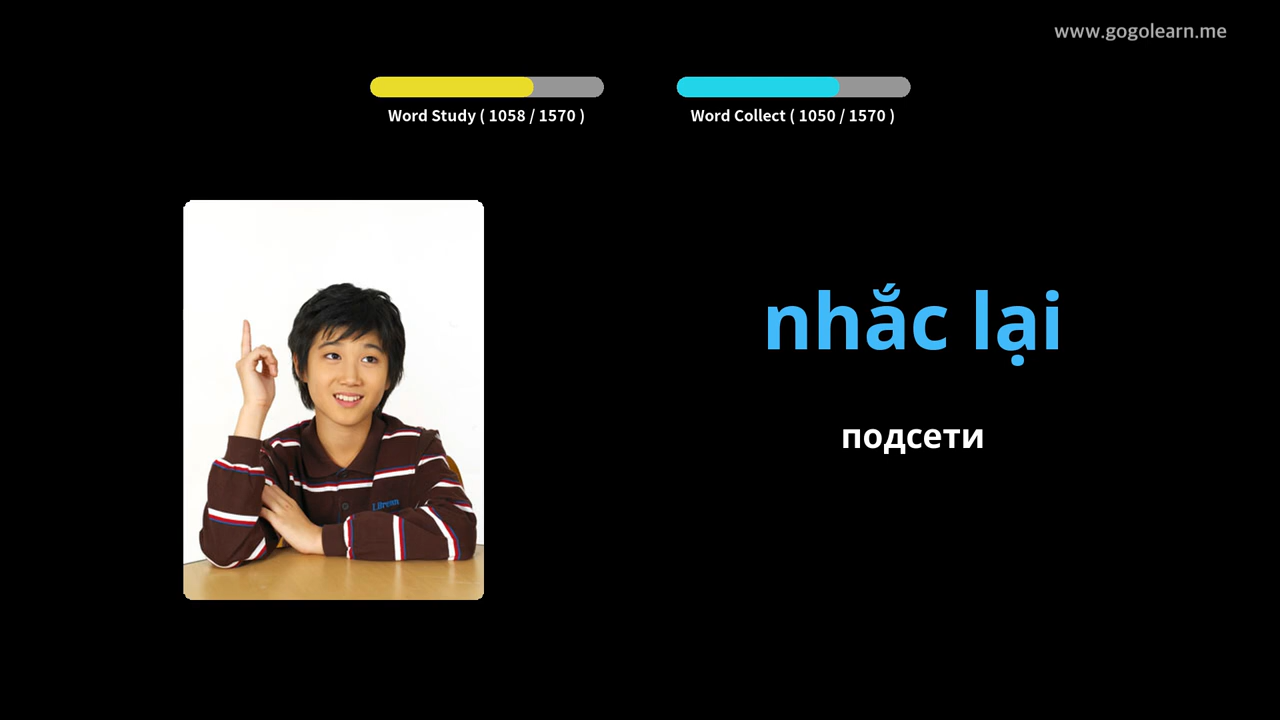 www.gogolearn.me
Word Study ( 1058 / 1570 )
Word Collect ( 1050 / 1570 )
nhắc lại
подсети